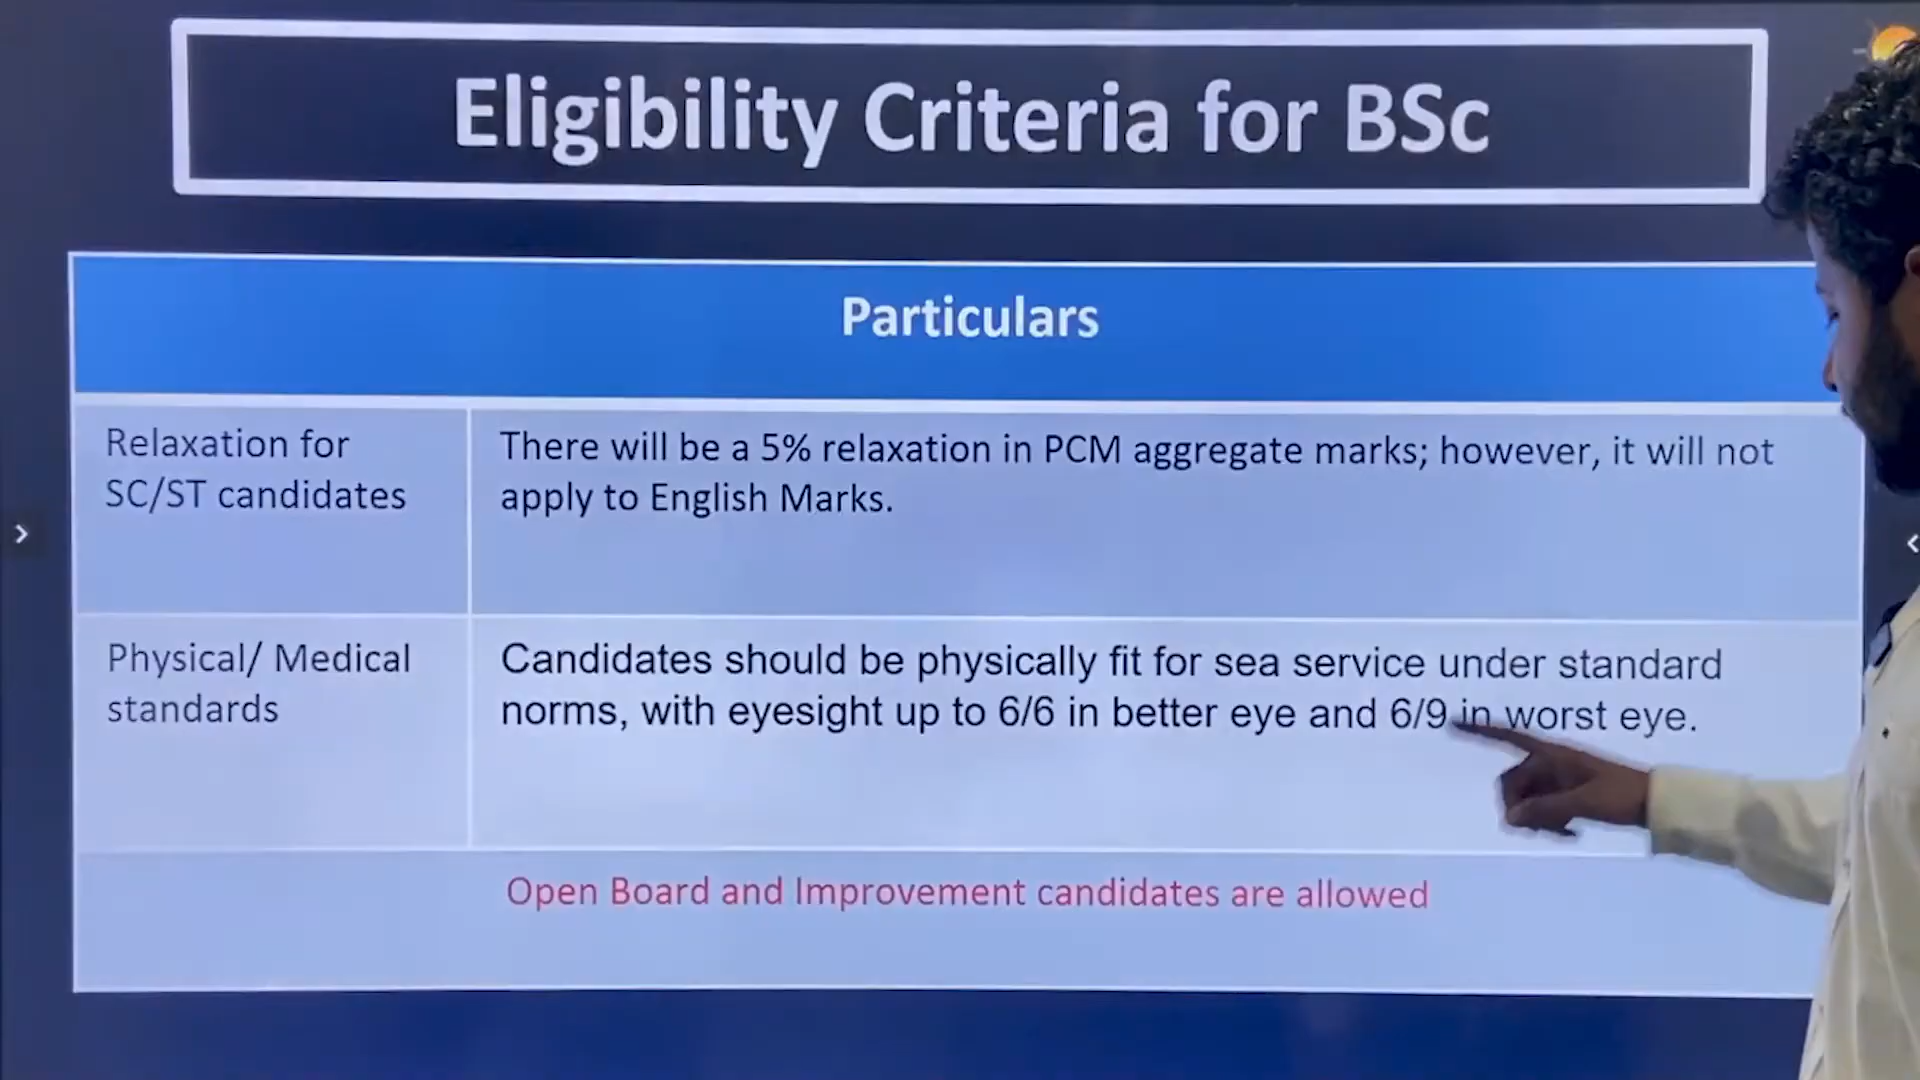 Eligibility Criteria for BSc
Particulars
Relaxation for
SC/ST candidates
There will be a 5% relaxation in PCM aggregate marks; however, it will not
apply to English Marks.
Physical/ Medical
standards
Candidates should be physically fit for sea service under standard
norms, with eyesight up to 6/6 in better eye and 6/9 in worst eye.
Open Board and Improvement candidates are allowed